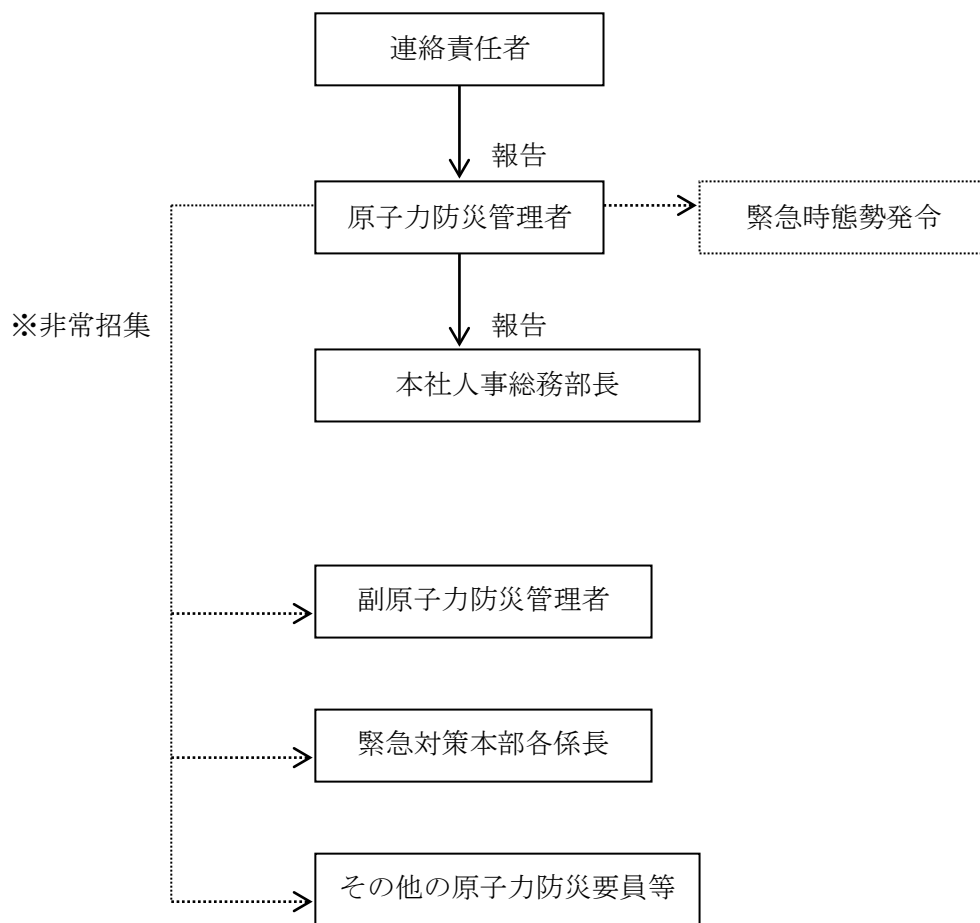 連絡責任者
報告
原子力防災管理者
緊急時態勢発令
※非常招集
報告
本社人事総務部長
副原子力防災管理者
緊急対策本部各係長
その他の原子力防災要員等